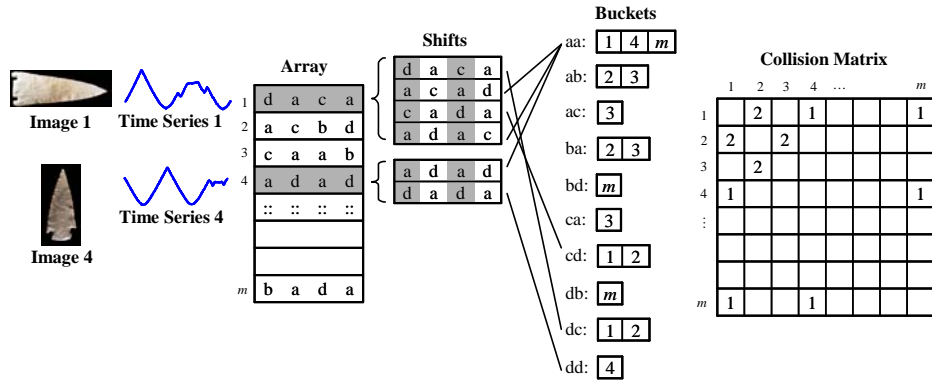 Image 1
Time Series 1
Image 4
Time Series 4
Array
1 d a c a
2 a c b d
3 c a a b
4 a d a d
:: :: :: ::
m b a d a
Shifts
d a c a
a c a d
c a d a
a d a c
a d a d
d a d a
Buckets
aa: 1 4 m
ab: 2 3
ac: 3
ba: 2 3
bd: m
ca: 3
cd: 1 2
db: m
dc: 1 2
dd: 4
Collision Matrix
1 2 3 4 ... m
1 2 1 1
2 2 2
3 2
4 1 1
⋮
m 1 1